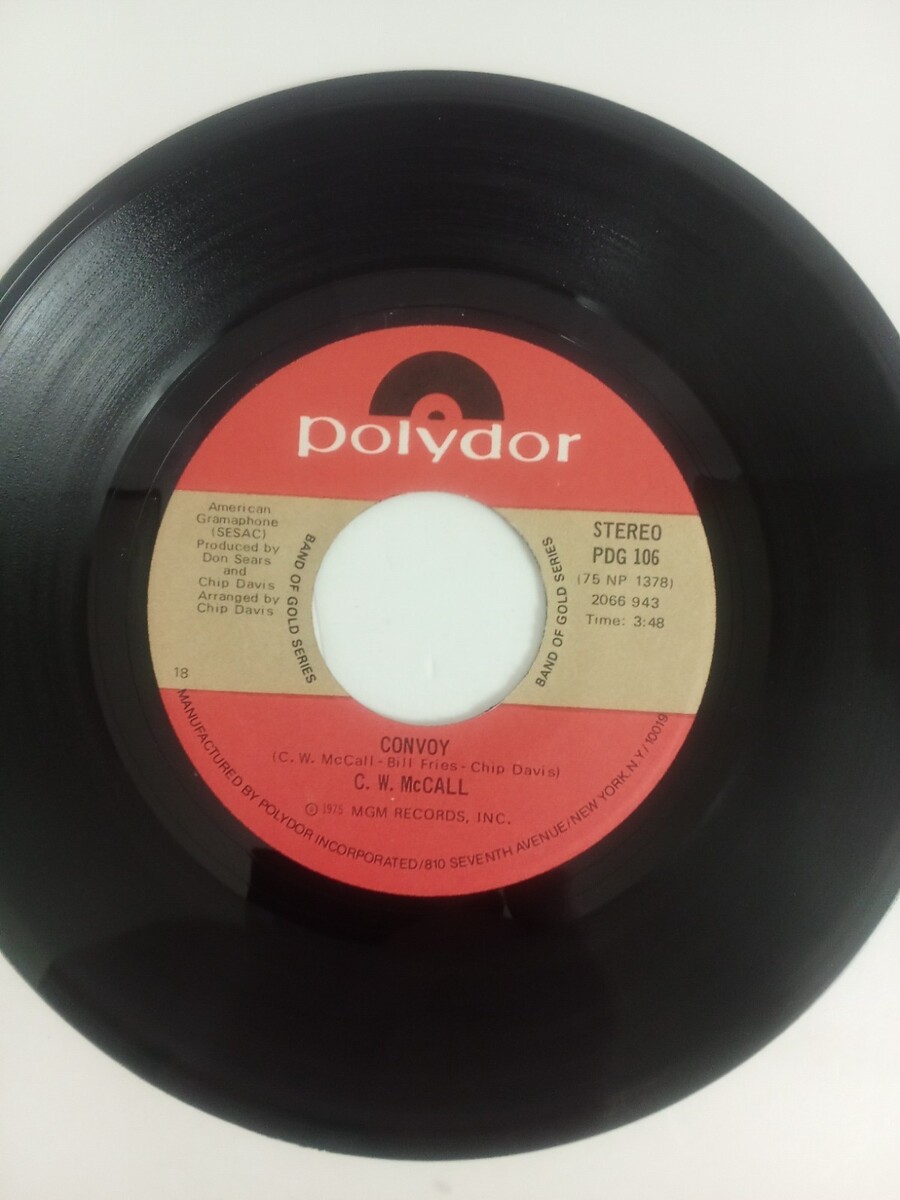 polydor
American
Gramaphone
(SESAC)
Produced by
Don Sears
and
Chip Davis
Arranged by
Chip Davis
18
BAND OF GOLD SERIES
BAND OF GOLD SERIES
STEREO
PDG 106
(75 NP 1378)
2066 943
Time: 3:48
CONVOY
(C. W. McCall - Bill Fries - Chip Davis)
C. W. McCALL
Ⓟ 1975 MGM RECORDS, INC.
MANUFACTURED BY POLYDOR INCORPORATED/810 SEVENTH AVENUE/NEW YORK.N.Y./10019